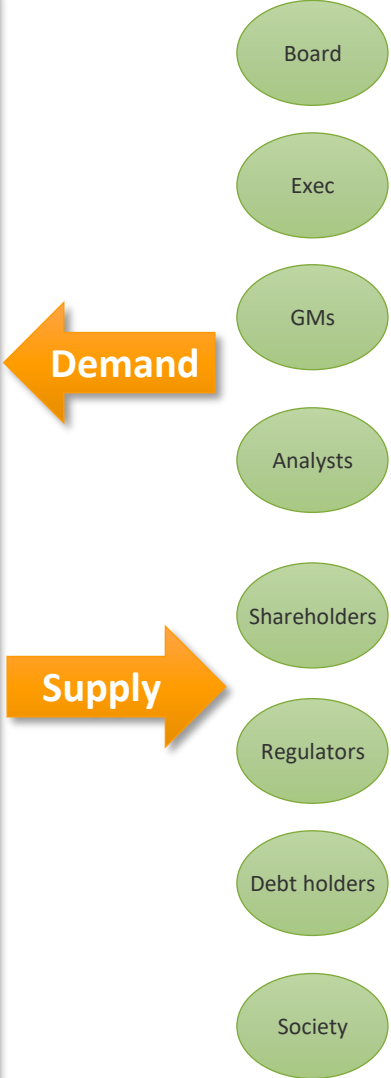 Board
Exec
GMs
Demand
Analysts
Shareholders
Supply
Regulators
Debt holders
Society